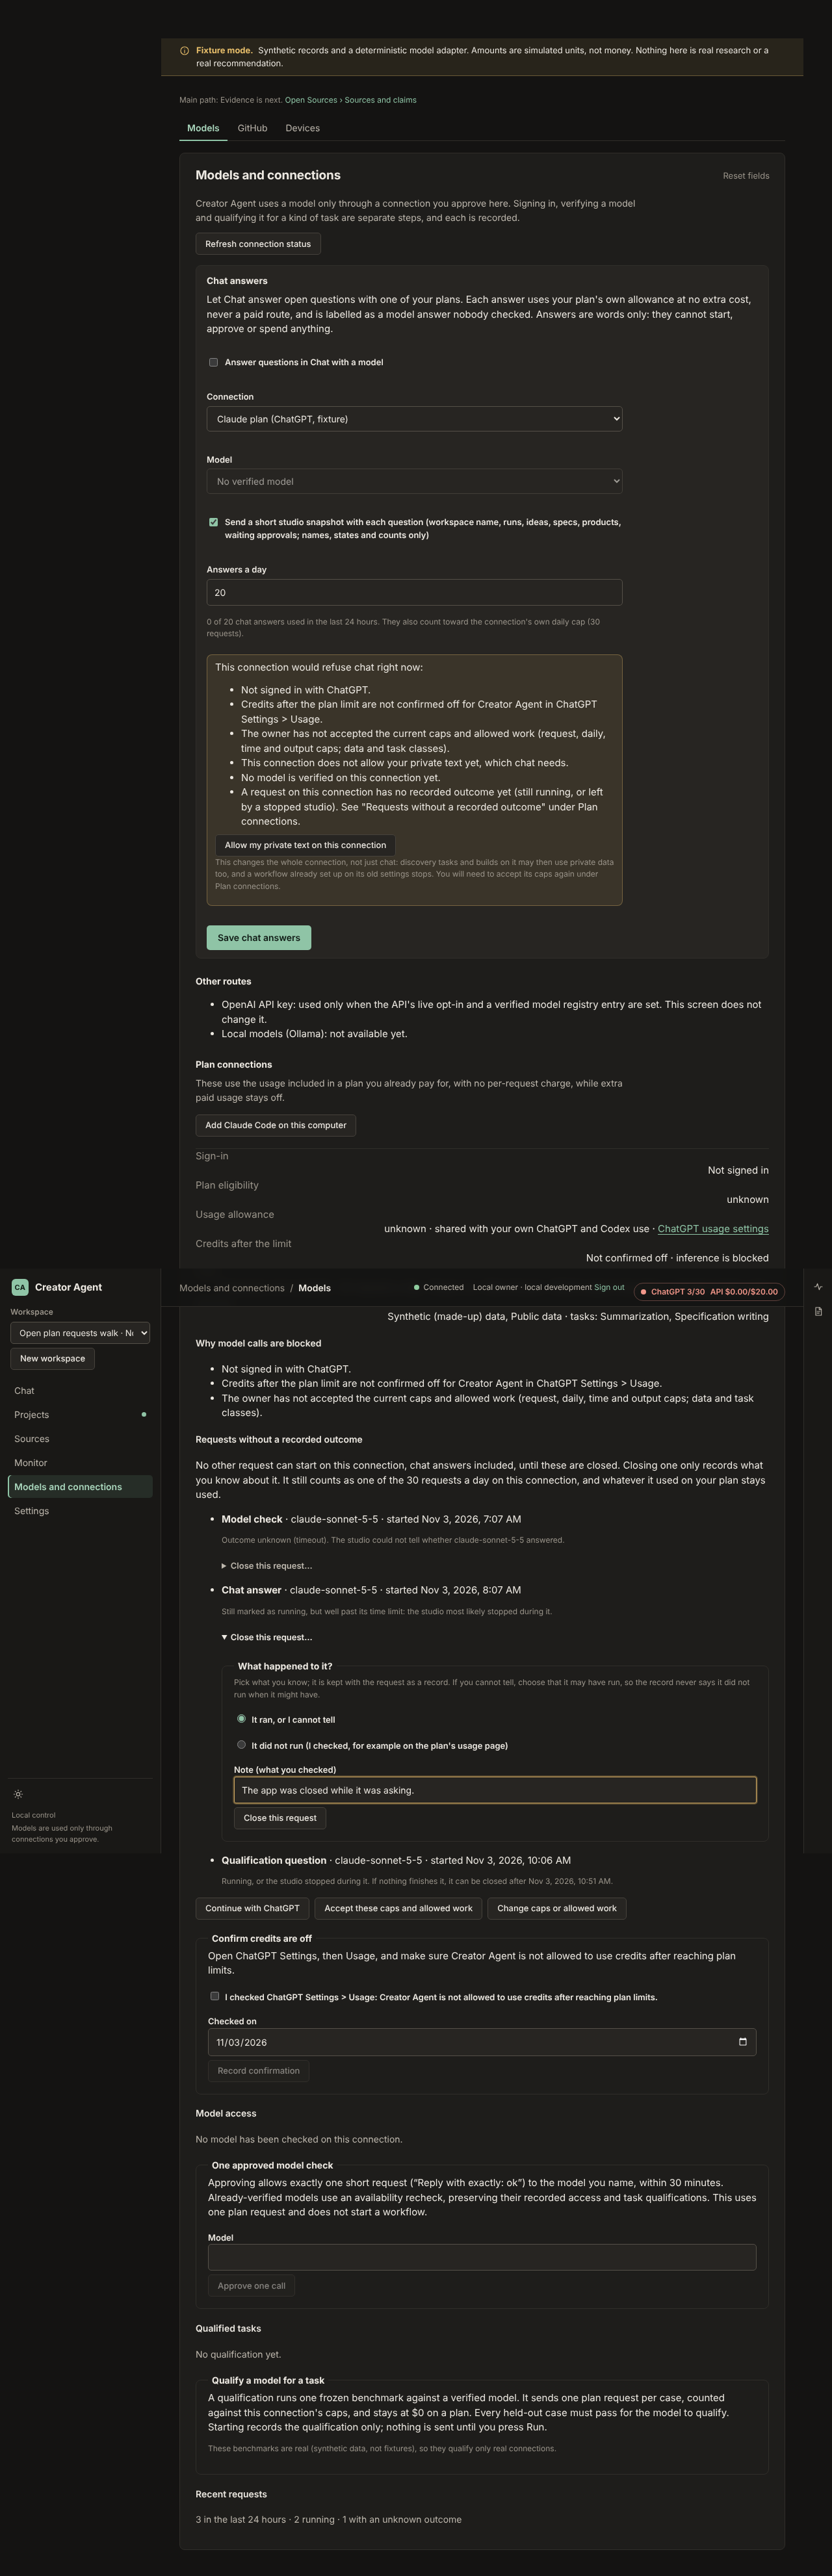 Fixture mode. Synthetic records and a deterministic model adapter. Amounts are simulated units, not money. Nothing here is real research or a
real recommendation.
Main path: Evidence is next. Open Sources › Sources and claims
Models GitHub Devices
Models and connections
Reset fields
Creator Agent uses a model only through a connection you approve here. Signing in, verifying a model
and qualifying it for a kind of task are separate steps, and each is recorded.
Refresh connection status
Chat answers
Let Chat answer open questions with one of your plans. Each answer uses your plan's own allowance at no extra cost,
never a paid route, and is labelled as a model answer nobody checked. Answers are words only: they cannot start,
approve or spend anything.
Answer questions in Chat with a model
Connection
Claude plan (ChatGPT, fixture)
Model
No verified model
Send a short studio snapshot with each question (workspace name, runs, ideas, specs, products,
waiting approvals; names, states and counts only)
Answers a day
20
0 of 20 chat answers used in the last 24 hours. They also count toward the connection's own daily cap (30
requests).
This connection would refuse chat right now:
• Not signed in with ChatGPT.
• Credits after the plan limit are not confirmed off for Creator Agent in ChatGPT
Settings > Usage.
• The owner has not accepted the current caps and allowed work (request, daily,
time and output caps; data and task classes).
• This connection does not allow your private text yet, which chat needs.
• No model is verified on this connection yet.
• A request on this connection has no recorded outcome yet (still running, or left
by a stopped studio). See "Requests without a recorded outcome" under Plan
connections.
Allow my private text on this connection
This changes the whole connection, not just chat: discovery tasks and builds on it may then use private data
too, and a workflow already set up on its old settings stops. You will need to accept its caps again under
Plan connections.
Save chat answers
Other routes
• OpenAI API key: used only when the API's live opt-in and a verified model registry entry are set. This screen does not
change it.
• Local models (Ollama): not available yet.
Plan connections
These use the usage included in a plan you already pay for, with no per-request charge, while extra
paid usage stays off.
Add Claude Code on this computer
Sign-in
Not signed in
Plan eligibility
unknown
Usage allowance
unknown · shared with your own ChatGPT and Codex use · ChatGPT usage settings
Credits after the limit
Not confirmed off · inference is blocked
CA Creator Agent
Workspace
Open plan requests walk · N
New workspace
Chat
Projects
Sources
Monitor
Models and connections
Settings
Local control
Models are used only through
connections you approve.
Models and connections / Models
Connected Local owner · local development Sign out ChatGPT 3/30 API $0.00/$20.00
Synthetic (made-up) data, Public data · tasks: Summarization, Specification writing
Why model calls are blocked
• Not signed in with ChatGPT.
• Credits after the plan limit are not confirmed off for Creator Agent in ChatGPT Settings > Usage.
• The owner has not accepted the current caps and allowed work (request, daily, time and output caps; data and task
classes).
Requests without a recorded outcome
No other request can start on this connection, chat answers included, until these are closed. Closing one only records what
you know about it. It still counts as one of the 30 requests a day on this connection, and whatever it used on your plan stays
used.
• Model check · claude-sonnet-5-5 · started Nov 3, 2026, 7:07 AM
Outcome unknown (timeout). The studio could not tell whether claude-sonnet-5-5 answered.
Close this request...
• Chat answer · claude-sonnet-5-5 · started Nov 3, 2026, 8:07 AM
Still marked as running, but well past its time limit: the studio most likely stopped during it.
Close this request...
What happened to it?
Pick what you know; it is kept with the request as a record. If you cannot tell, choose that it may have run, so the record never says it did not
run when it might have.
It ran, or I cannot tell
It did not run (I checked, for example on the plan's usage page)
Note (what you checked)
The app was closed while it was asking.
Close this request
• Qualification question · claude-sonnet-5-5 · started Nov 3, 2026, 10:06 AM
Running, or the studio stopped during it. If nothing finishes it, it can be closed after Nov 3, 2026, 10:51 AM.
Continue with ChatGPT Accept these caps and allowed work Change caps or allowed work
Confirm credits are off
Open ChatGPT Settings, then Usage, and make sure Creator Agent is not allowed to use credits after reaching plan
limits.
I checked ChatGPT Settings > Usage: Creator Agent is not allowed to use credits after reaching plan limits.
Checked on
11/03/2026
Record confirmation
Model access
No model has been checked on this connection.
One approved model check
Approving allows exactly one short request (“Reply with exactly: ok”) to the model you name, within 30 minutes.
Already-verified models use an availability recheck, preserving their recorded access and task qualifications. This uses
one plan request and does not start a workflow.
Model
Approve one call
Qualified tasks
No qualification yet.
Qualify a model for a task
A qualification runs one frozen benchmark against a verified model. It sends one plan request per case, counted
against this connection's caps, and stays at $0 on a plan. Every held-out case must pass for the model to qualify.
Starting records the qualification only; nothing is sent until you press Run.
These benchmarks are real (synthetic data, not fixtures), so they qualify only real connections.
Recent requests
3 in the last 24 hours · 2 running · 1 with an unknown outcome